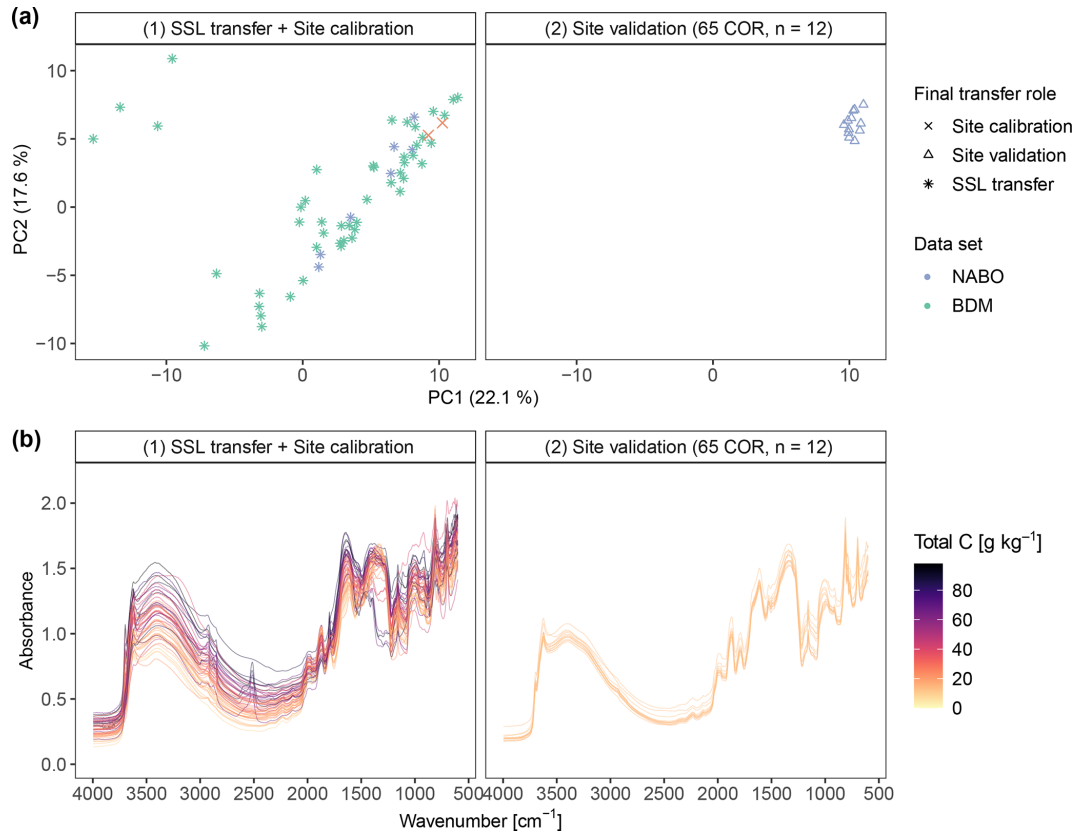 (a)
(1) SSL transfer + Site calibration
(2) Site validation (65 COR, n = 12)
10
5
0
−5
−10
PC2 (17.6 %)
−10
0
10
−10
0
10
PC1 (22.1 %)
Final transfer role
Site calibration
Site validation
SSL transfer
Data set
NABO
BDM
(b)
(1) SSL transfer + Site calibration
(2) Site validation (65 COR, n = 12)
2.0
1.5
1.0
0.5
0.0
Absorbance
4000
3500
3000
2500
2000
1500
1000
500
4000
3500
3000
2500
2000
1500
1000
500
Wavenumber [cm⁻¹]
Total C [g kg⁻¹]
80
60
40
20
0